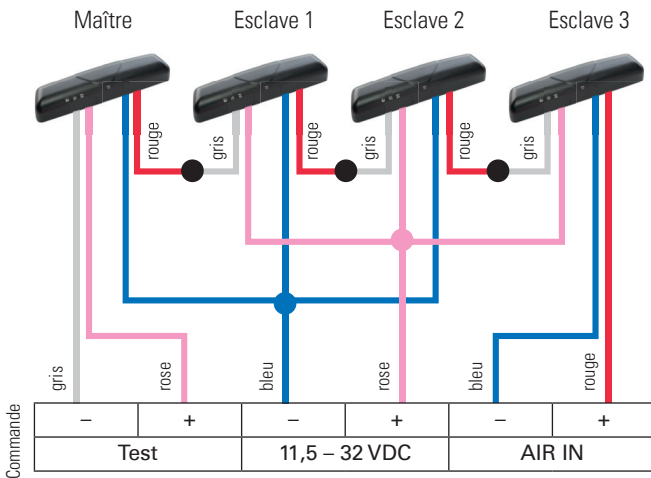 Maître Esclave 1 Esclave 2 Esclave 3
rouge gris rouge gris rouge gris
gris rose bleu rose bleu rouge
Commande
– + – + – +
Test 11,5 – 32 VDC AIR IN